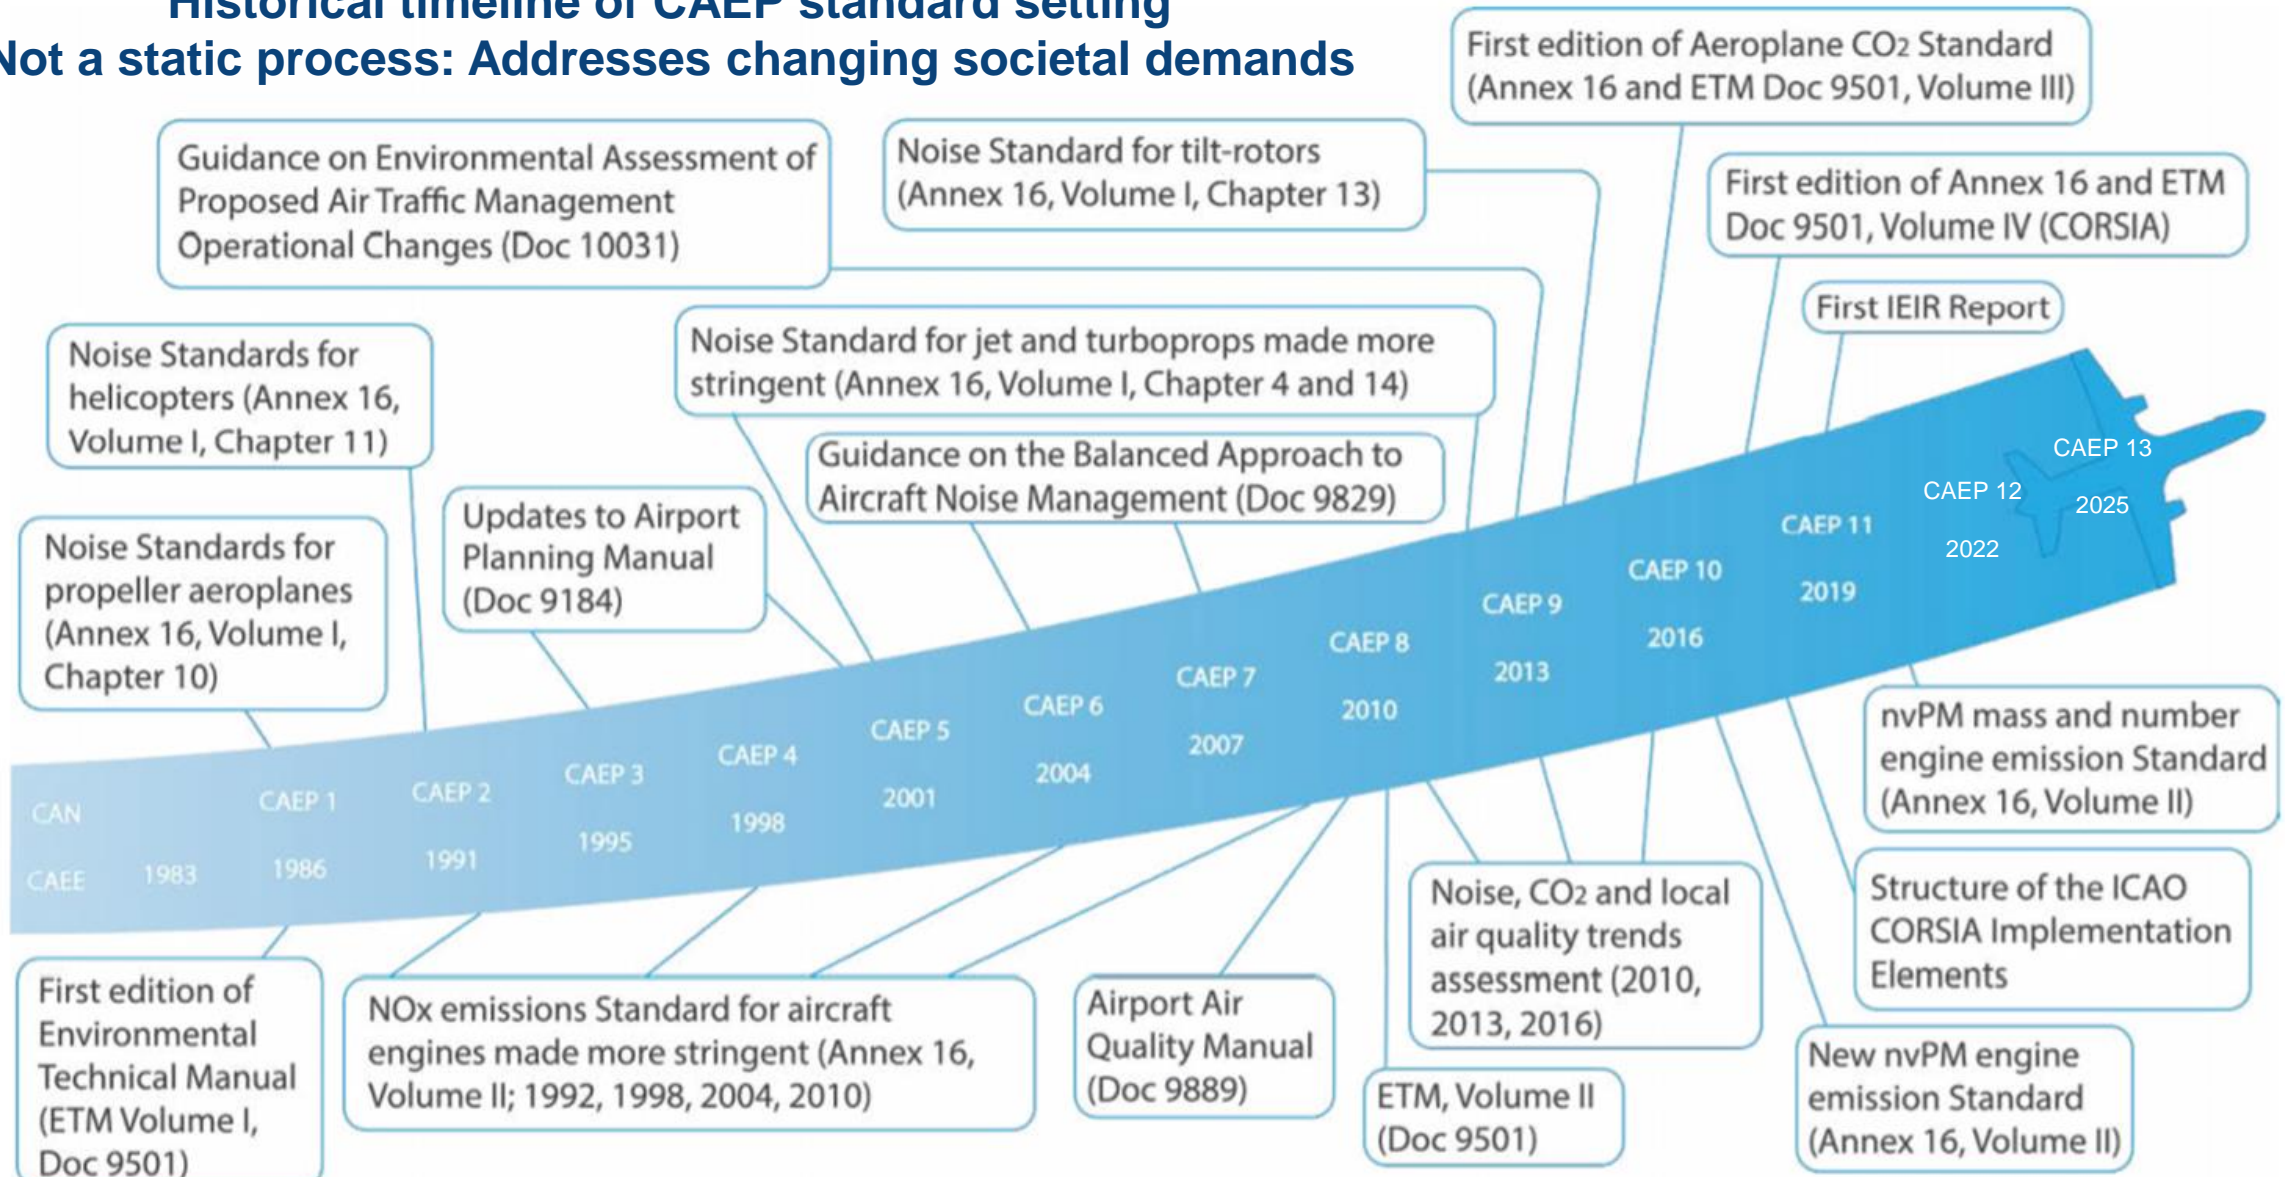 Historical timeline of CAEP standard setting
Not a static process: Addresses changing societal demands
First edition of Aeroplane CO2 Standard
(Annex 16 and ETM Doc 9501, Volume III)
Guidance on Environmental Assessment of
Proposed Air Traffic Management
Operational Changes (Doc 10031)
Noise Standard for tilt-rotors
(Annex 16, Volume I, Chapter 13)
First edition of Annex 16 and ETM
Doc 9501, Volume IV (CORSIA)
First IEIR Report
Noise Standards for
helicopters (Annex 16,
Volume I, Chapter 11)
Noise Standard for jet and turboprops made more
stringent (Annex 16, Volume I, Chapter 4 and 14)
Guidance on the Balanced Approach to
Aircraft Noise Management (Doc 9829)
Noise Standards for
propeller aeroplanes
(Annex 16, Volume I,
Chapter 10)
Updates to Airport
Planning Manual
(Doc 9184)
CAN
CAEE
1983
CAEP 1
1986
CAEP 2
1991
CAEP 3
1995
CAEP 4
1998
CAEP 5
2001
CAEP 6
2004
CAEP 7
2007
CAEP 8
2010
CAEP 9
2013
CAEP 10
2016
CAEP 11
2019
CAEP 12
2022
CAEP 13
2025
First edition of
Environmental
Technical Manual
(ETM Volume I,
Doc 9501)
NOx emissions Standard for aircraft
engines made more stringent (Annex 16,
Volume II; 1992, 1998, 2004, 2010)
Airport Air
Quality Manual
(Doc 9889)
ETM, Volume II
(Doc 9501)
Noise, CO2 and local
air quality trends
assessment (2010,
2013, 2016)
New nvPM engine
emission Standard
(Annex 16, Volume II)
Structure of the ICAO
CORSIA Implementation
Elements
nvPM mass and number
engine emission Standard
(Annex 16, Volume II)